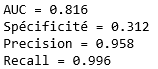 AUC = 0.816
Spécificité = 0.312
Precision = 0.958
Recall = 0.996